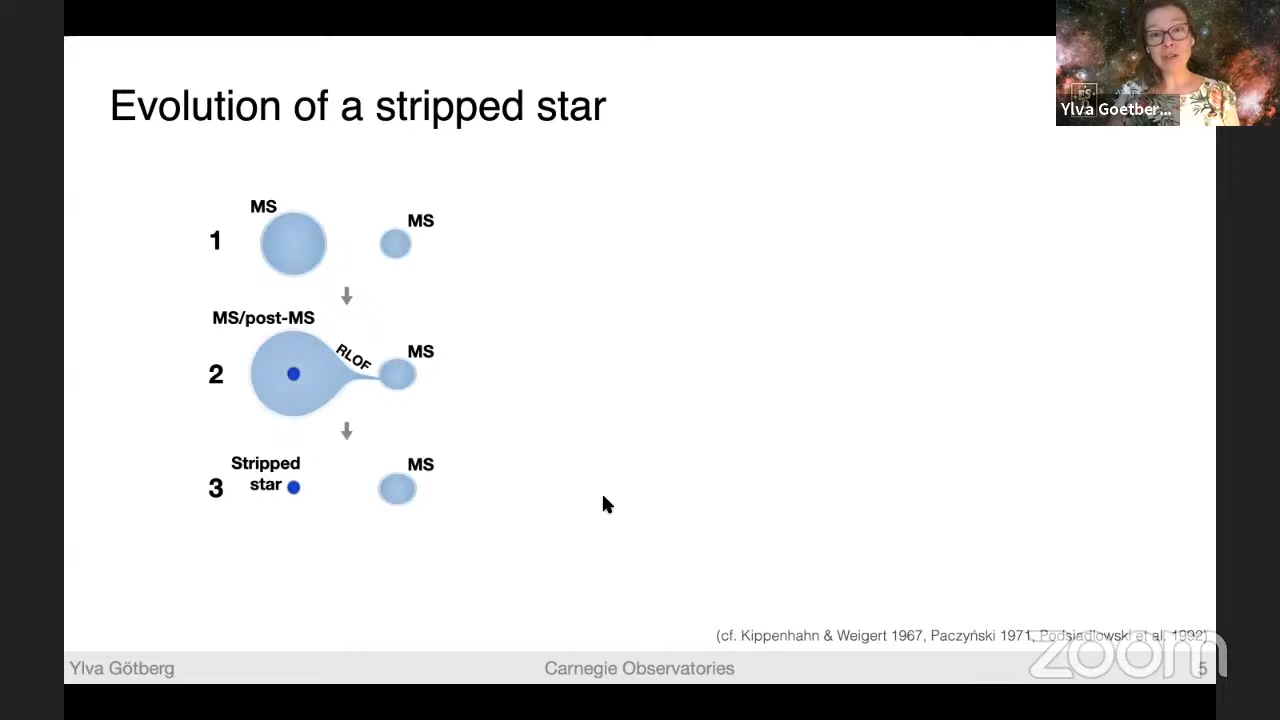 Evolution of a stripped star
Ylva Goetber...
MS
MS
1
MS/post-MS
RLOF
MS
2
Stripped
star
MS
3
(cf. Kippenhahn & Weigert 1967, Paczyński 1971, Podsiadlowski et al. 1992)
zoom
Ylva Götberg
Carnegie Observatories
5